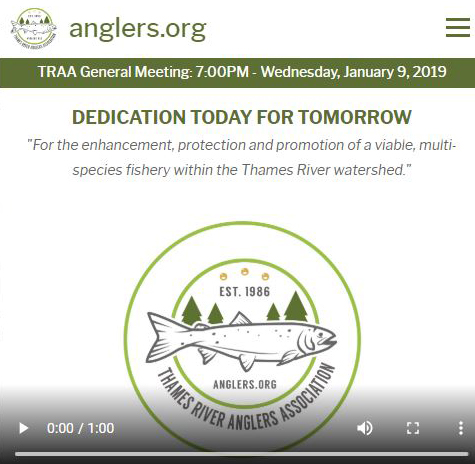 anglers.org
TRAA General Meeting: 7:00PM - Wednesday, January 9, 2019
DEDICATION TODAY FOR TOMORROW
"For the enhancement, protection and promotion of a viable, multi-
species fishery within the Thames River watershed."
EST. 1986
ANGLERS.ORG
THAMES RIVER ANGLERS ASSOCIATION
0:00 / 1:00